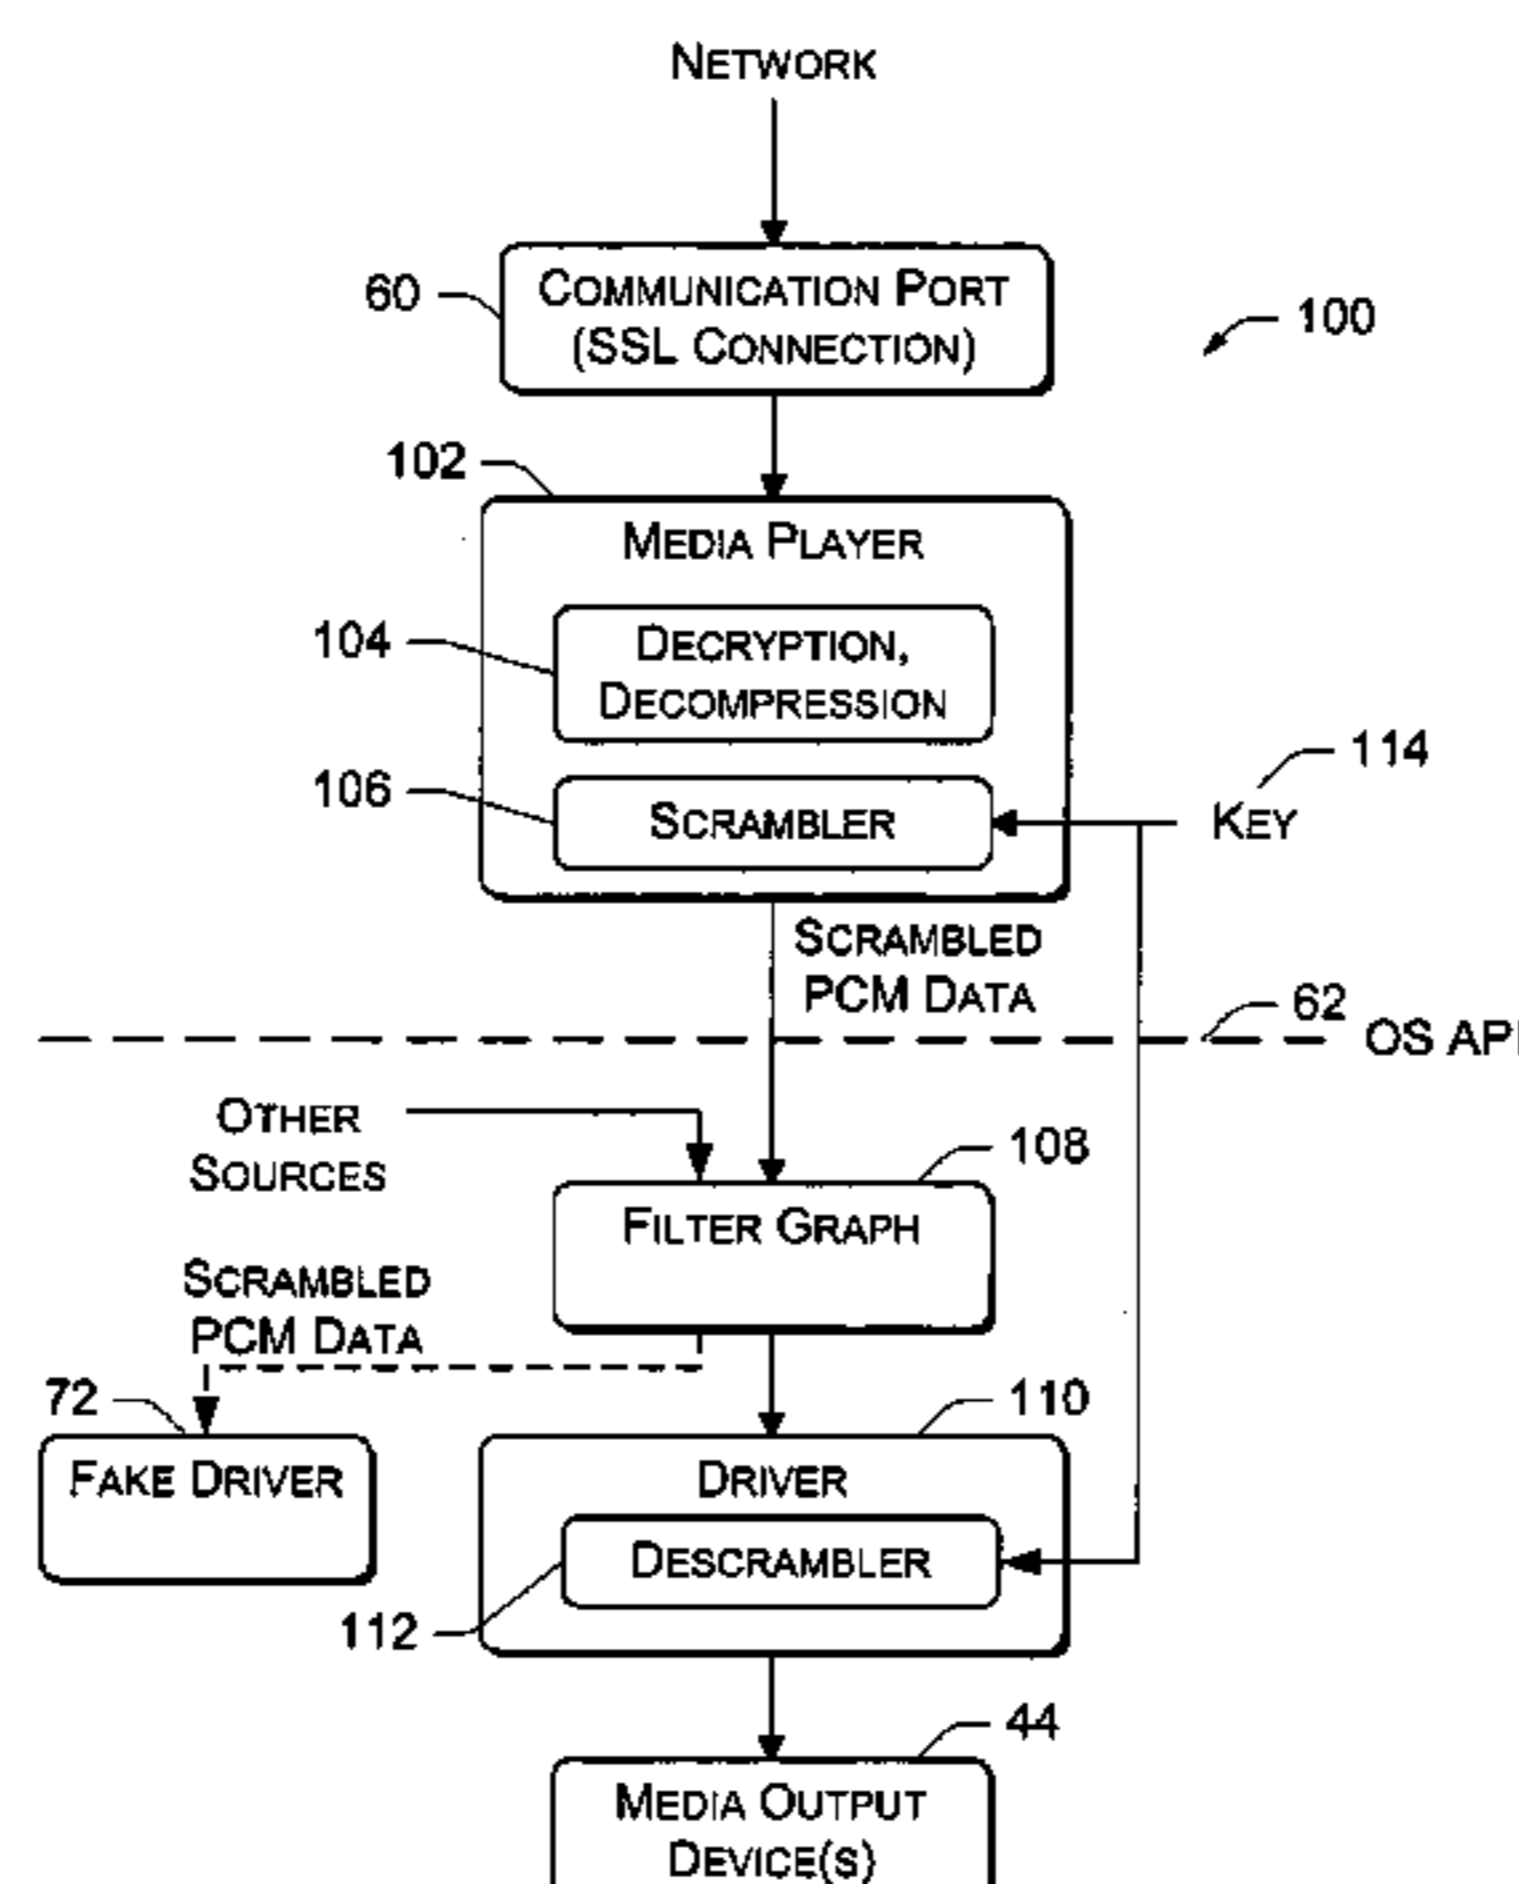 NETWORK
60
COMMUNICATION PORT
(SSL CONNECTION)
100
102
MEDIA PLAYER
104
DECRYPTION,
DECOMPRESSION
114
106
SCRAMBLER
KEY
SCRAMBLED
PCM DATA
62
OS API
OTHER
SOURCES
108
FILTER GRAPH
SCRAMBLED
PCM DATA
72
110
FAKE DRIVER
DRIVER
DESCRAMBLER
112
44
MEDIA OUTPUT
DEVICE(S)